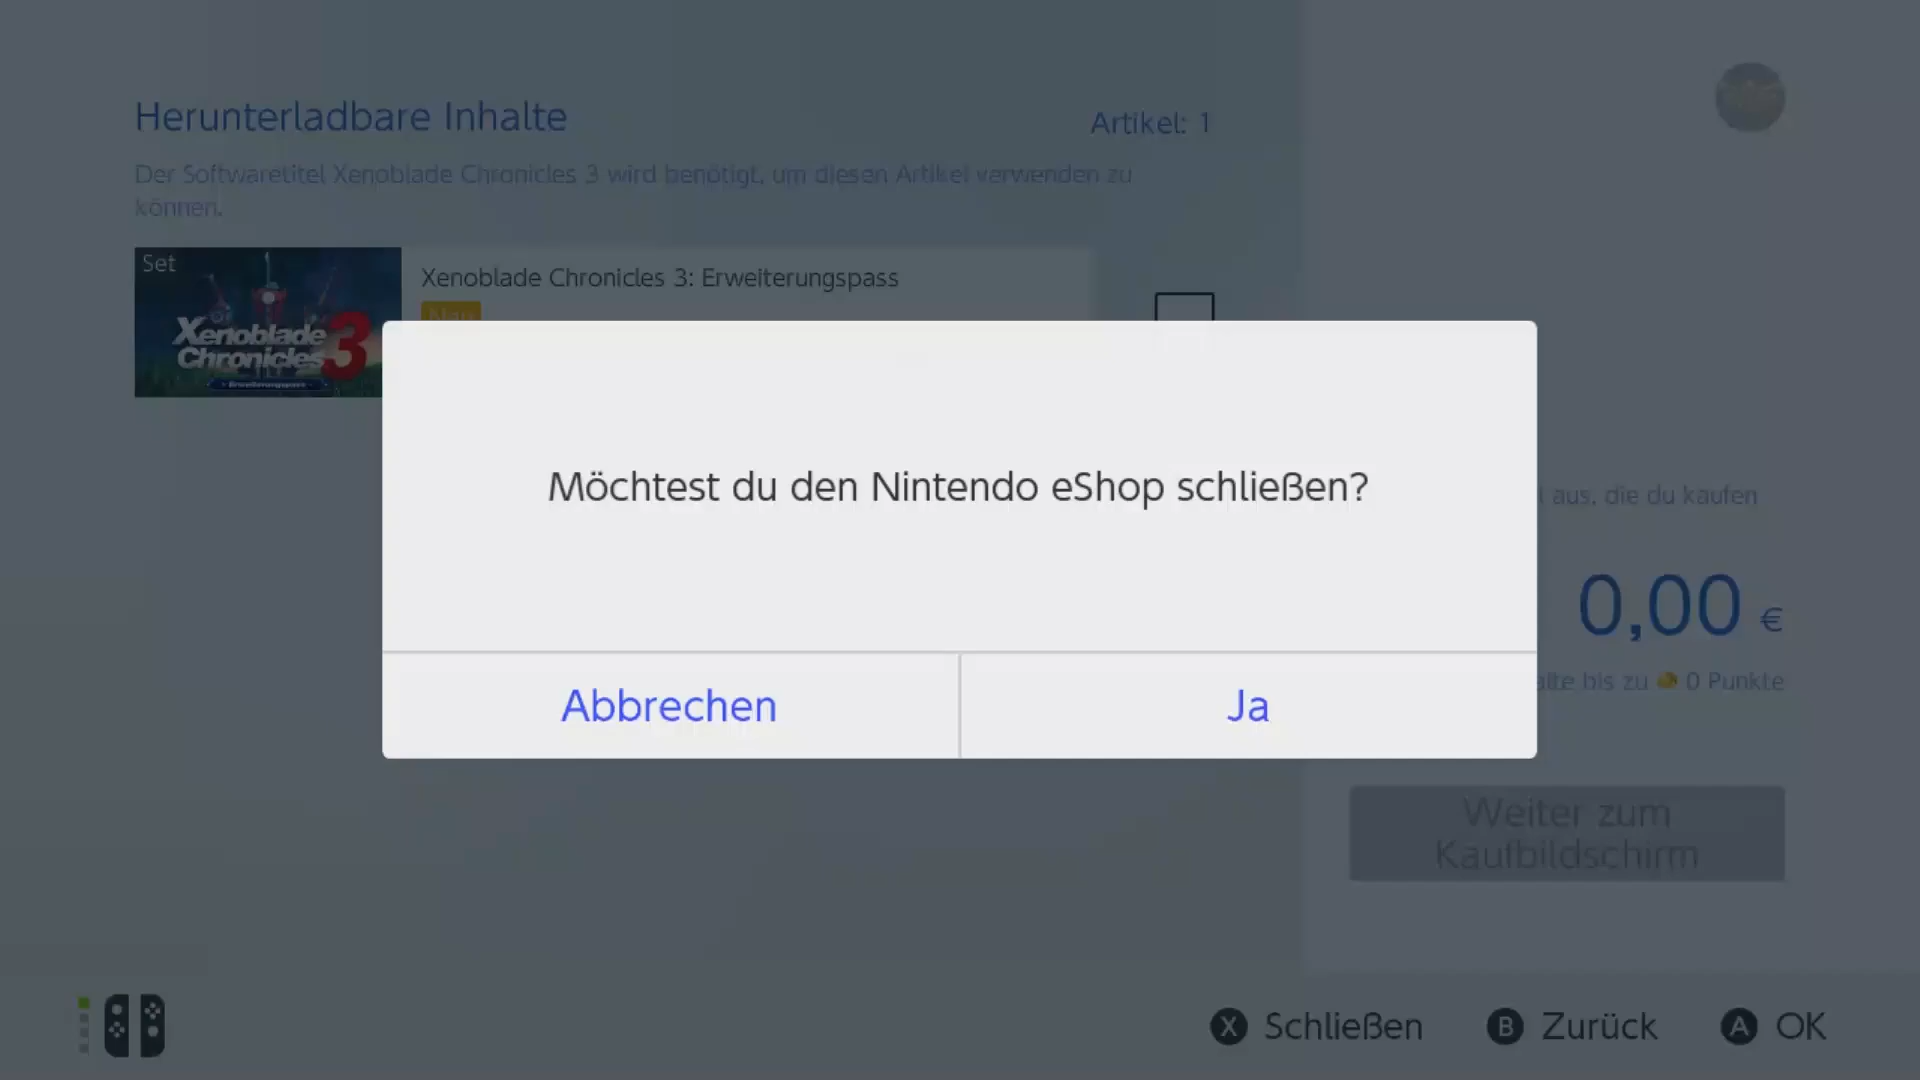 Herunterladbare Inhalte
Artikel: 1
Der Softwaretitel Xenoblade Chronicles 3 wird benötigt, um diesen Artikel verwenden zu
können.
Set
Xenoblade
Chronicles 3
Erweiterungspass
Xenoblade Chronicles 3: Erweiterungspass
Neu
Möchtest du den Nintendo eShop schließen?
aus, die du kaufen
0,00 €
bis zu 0 Punkte
Abbrechen
Ja
Weiter zum
Kaufbildschirm
X Schließen
B Zurück
A OK